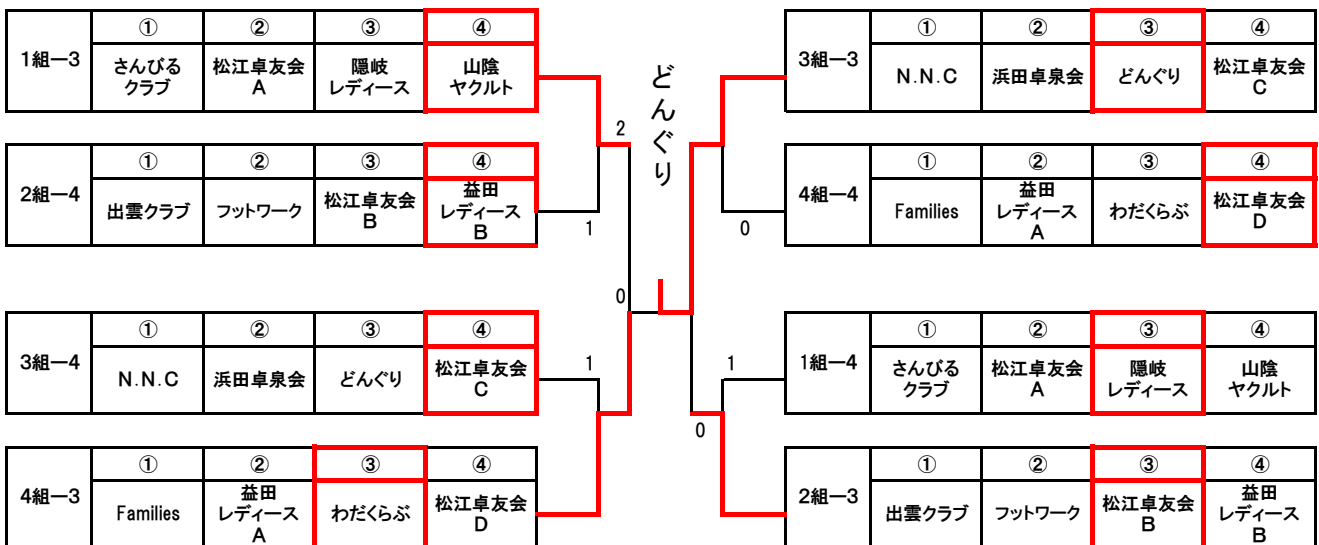 ① ② ③ ④
1組ー3
さんびる
クラブ
松江卓友会
A
隠岐
レディース
山陰
ヤクルト
① ② ③ ④
2組ー4
出雲クラブ
フットワーク
松江卓友会
B
益田
レディース
B
① ② ③ ④
3組ー4
N.N.C
浜田卓泉会
どんぐり
松江卓友会
C
① ② ③ ④
4組ー3
Families
益田
レディース
A
わだくらぶ
松江卓友会
D
2
1
0
1
どんぐり
0
1
0
① ② ③ ④
3組ー3
N.N.C
浜田卓泉会
どんぐり
松江卓友会
C
① ② ③ ④
4組ー4
Families
益田
レディース
A
わだくらぶ
松江卓友会
D
① ② ③ ④
1組ー4
さんびる
クラブ
松江卓友会
A
隠岐
レディース
山陰
ヤクルト
① ② ③ ④
2組ー3
出雲クラブ
フットワーク
松江卓友会
B
益田
レディース
B